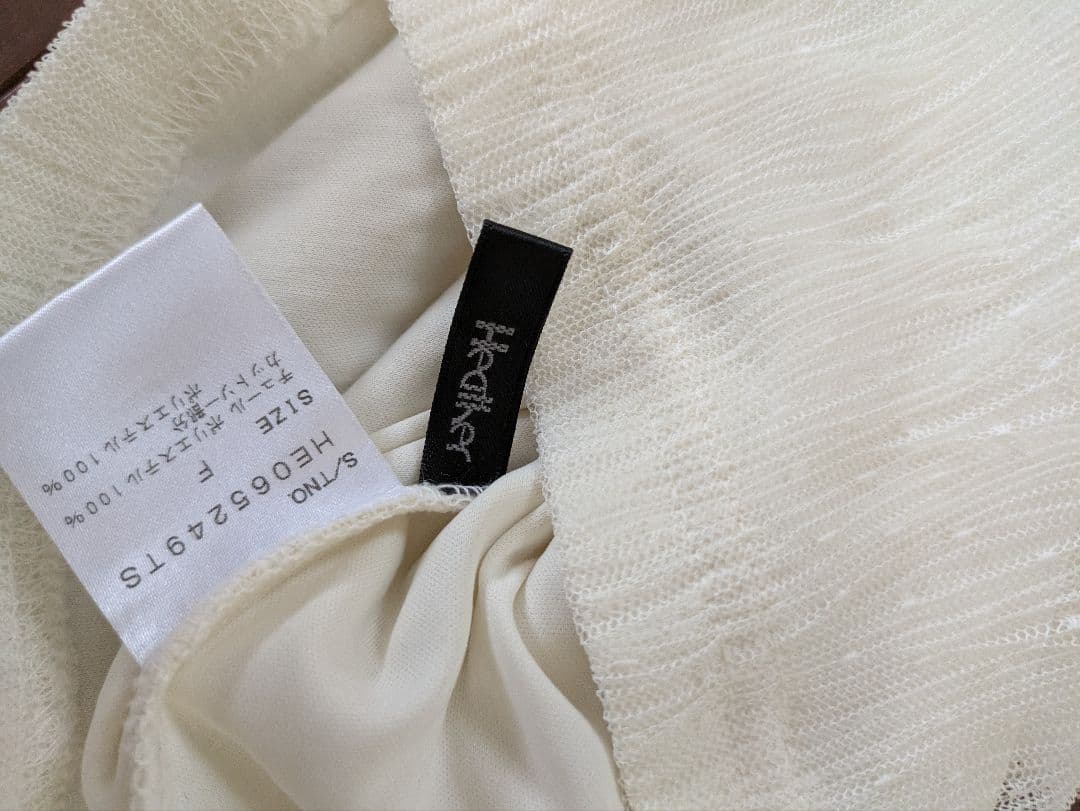 S/TNO.
HE065249TS
SIZE F
チュール ポリエステル100%
カットソー部分
ポリエステル100%
Heather